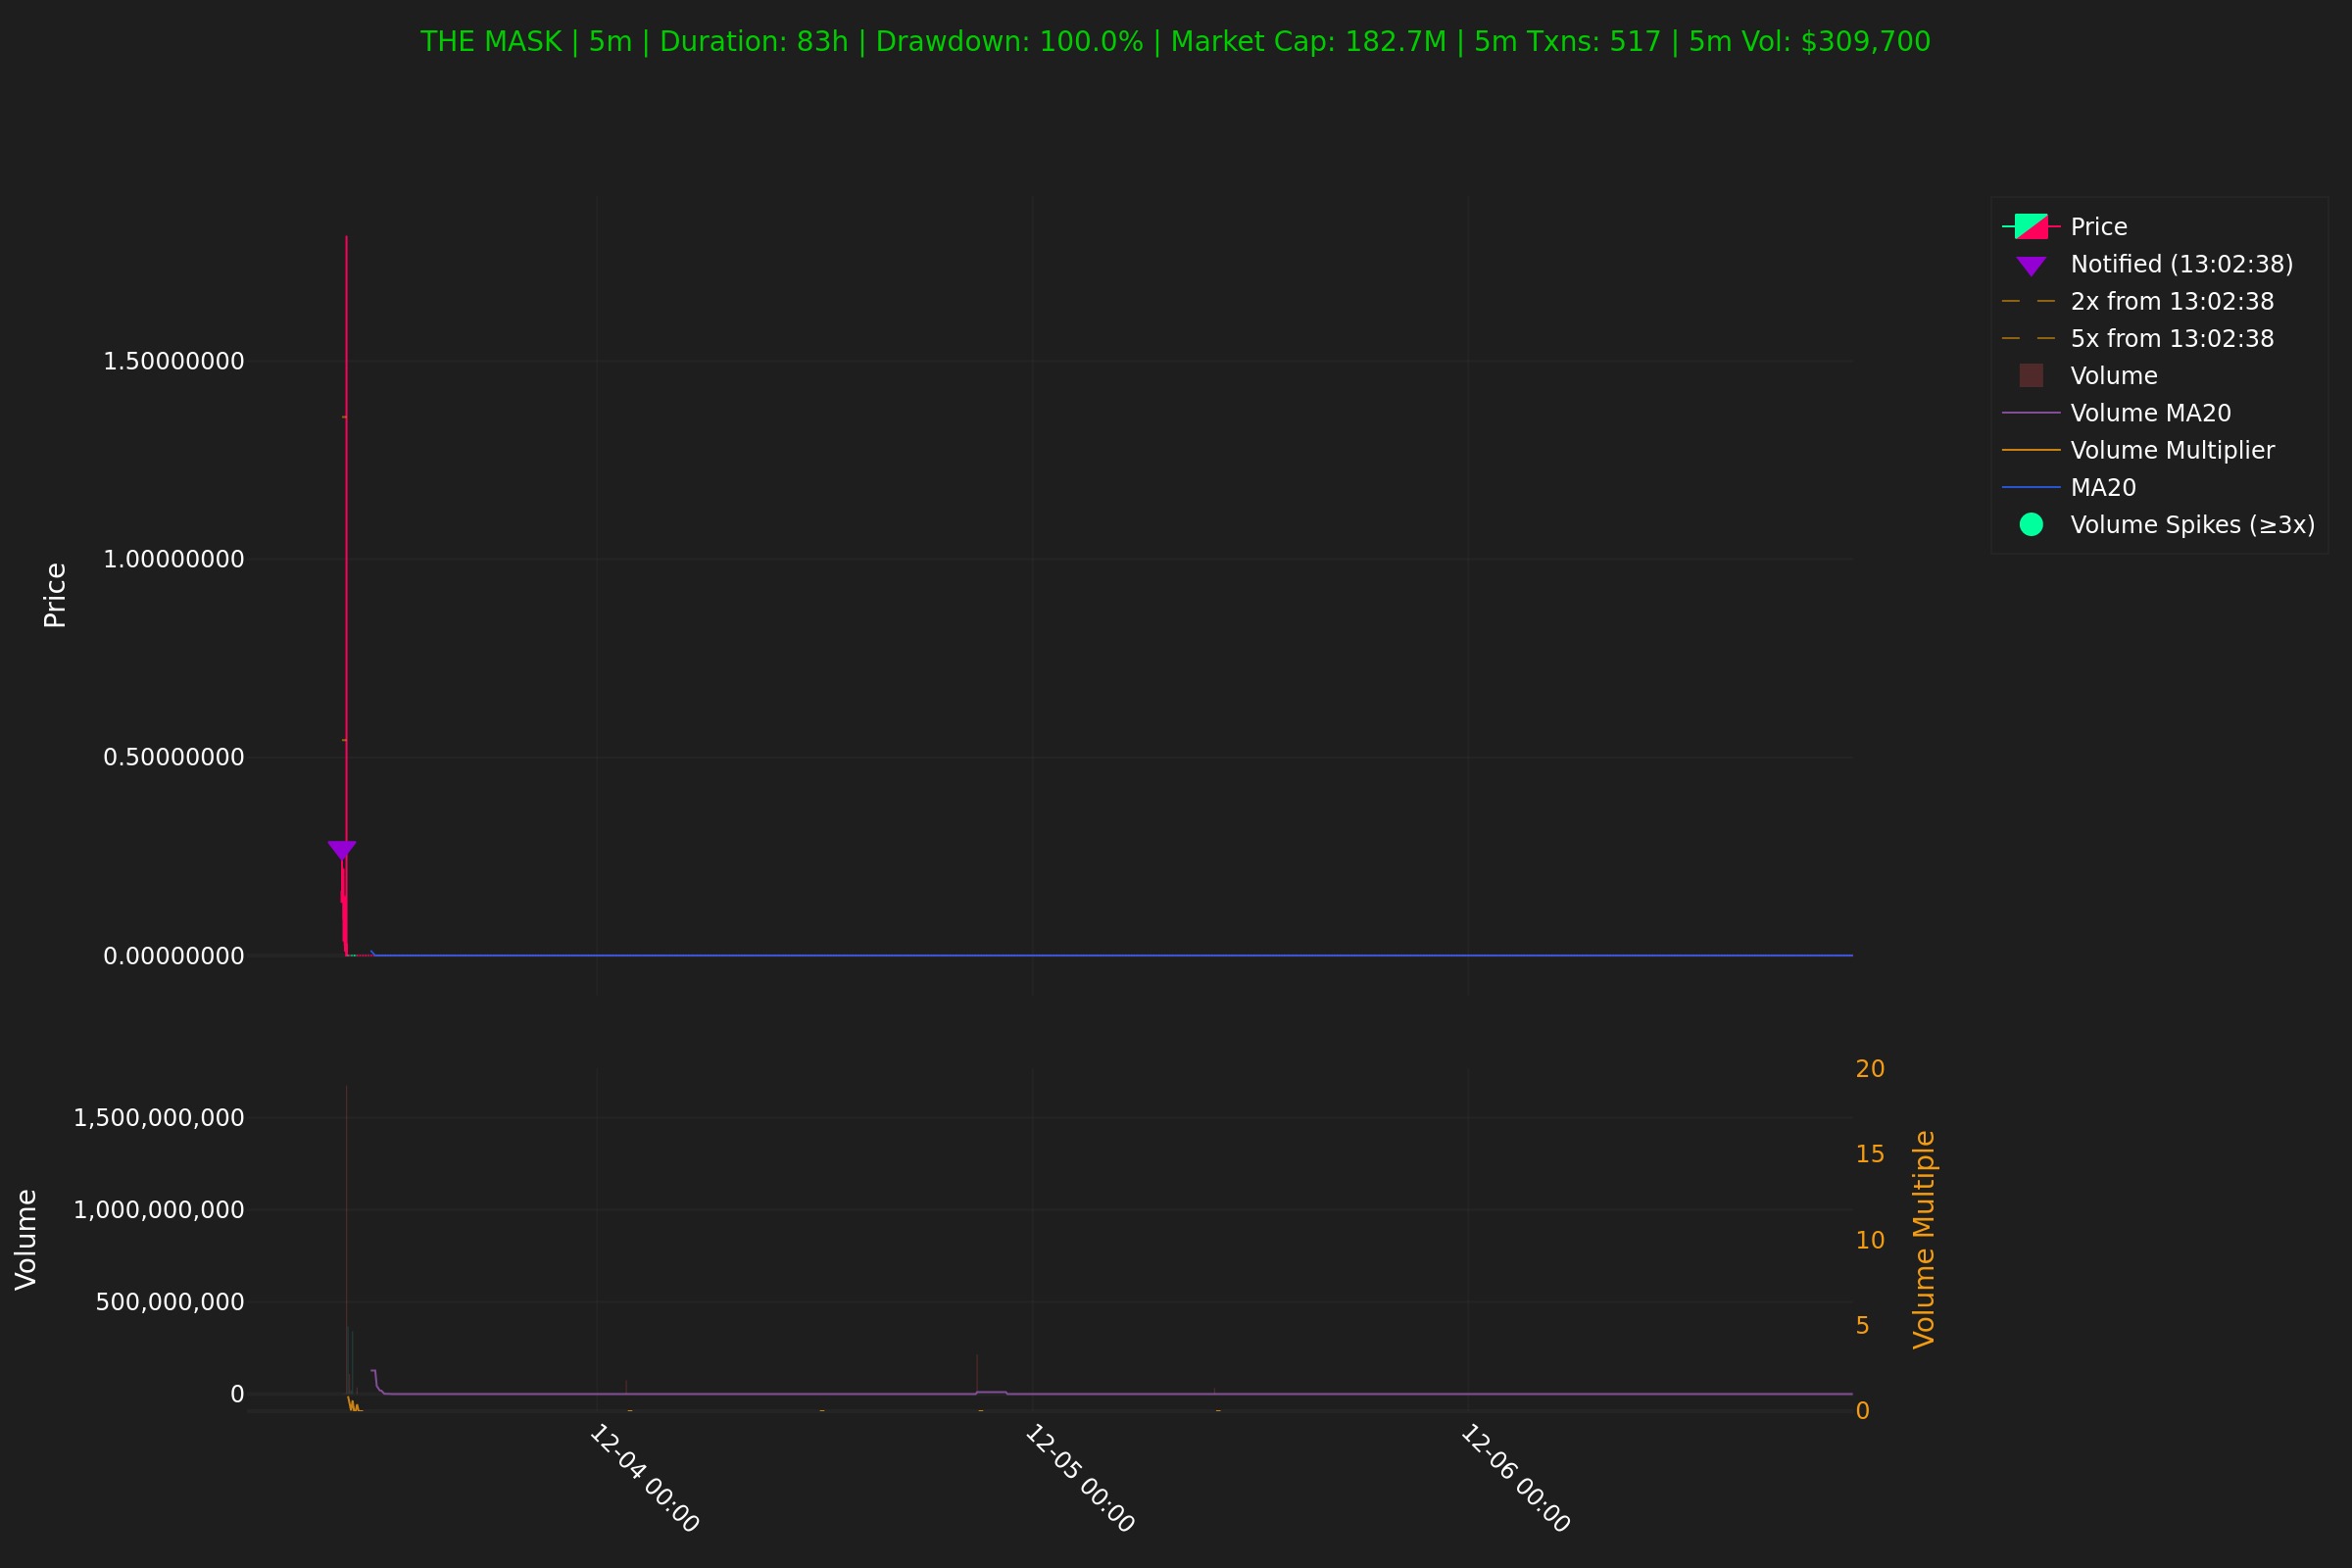 THE MASK | 5m | Duration: 83h | Drawdown: 100.0% | Market Cap: 182.7M | 5m Txns: 517 | 5m Vol: $309,700
Price
1.50000000
1.00000000
0.50000000
0.00000000
Price
Notified (13:02:38)
2x from 13:02:38
5x from 13:02:38
Volume
Volume MA20
Volume Multiplier
MA20
Volume Spikes (≥3x)
Volume
1,500,000,000
1,000,000,000
500,000,000
0
20
15
10
5
0
Volume Multiple
12-04 00:00
12-05 00:00
12-06 00:00